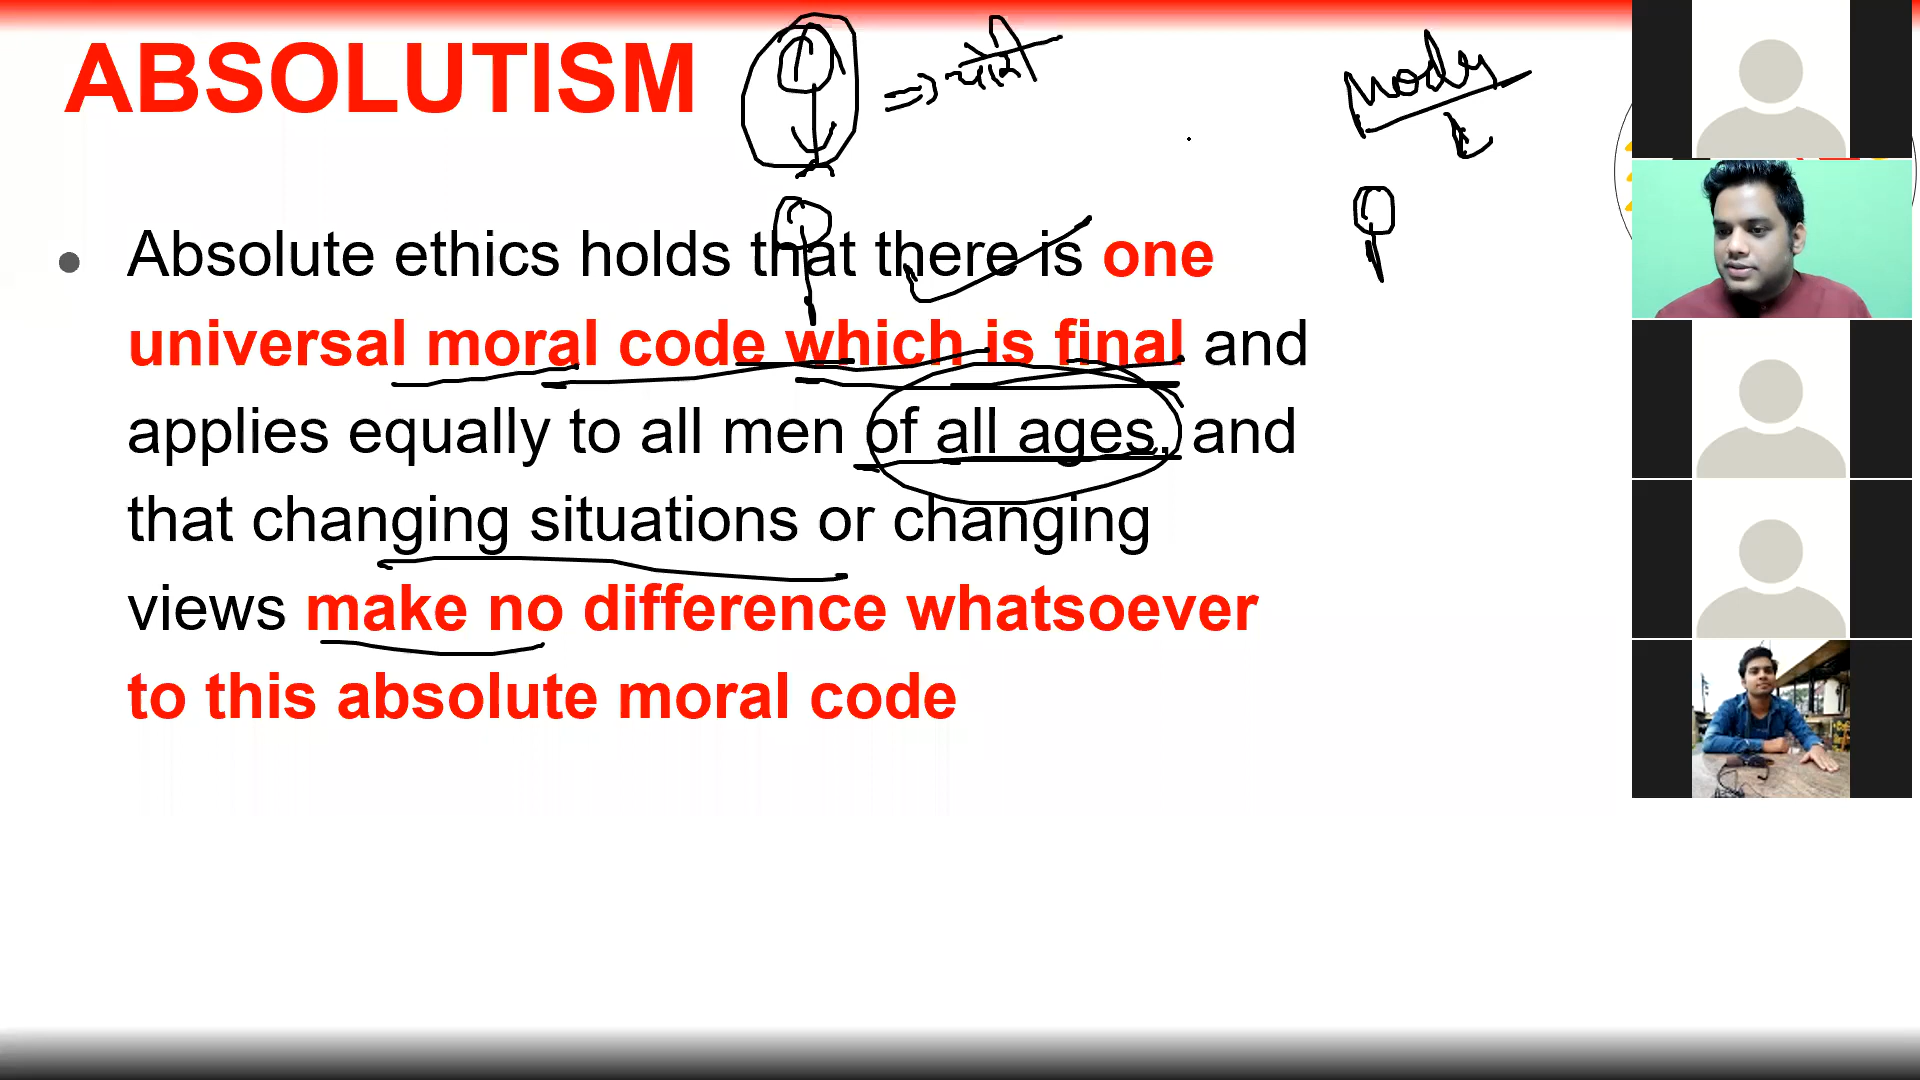 ABSOLUTISM
mody
• Absolute ethics holds that there is one
universal moral code which is final and
applies equally to all men of all ages, and
that changing situations or changing
views make no difference whatsoever
to this absolute moral code